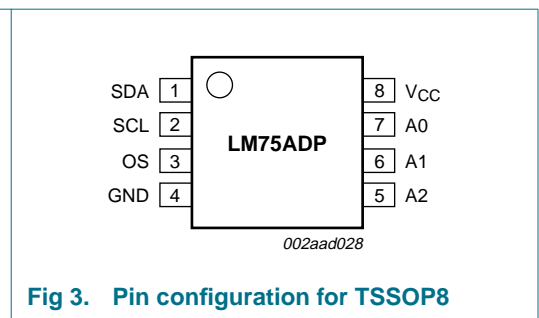 SDA 1 8 VCC
SCL 2 7 A0
LM75ADP
OS 3 6 A1
GND 4 5 A2
002aad028
Fig 3. Pin configuration for TSSOP8